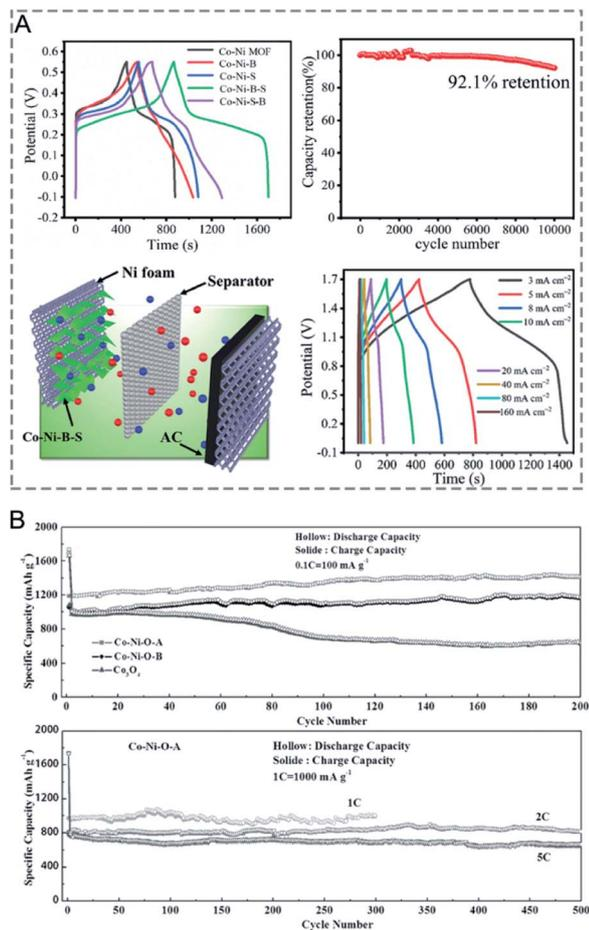 A
Co-Ni MOF
Co-Ni-B
Co-Ni-S
Co-Ni-B-S
Co-Ni-S-B
Potential (V)
0.6
0.5
0.4
0.3
0.2
0.1
0.0
-0.1
-0.2
0 400 800 1200 1600
Time (s)
Capacity retention(%)
120
100
80
60
40
20
0
92.1% retention
0 2000 4000 6000 8000 10000
cycle number
Ni foam
Separator
Co-Ni-B-S
AC
Potential (V)
1.7
1.4
1.1
0.8
0.5
0.2
-0.1
3 mA cm⁻²
5 mA cm⁻²
8 mA cm⁻²
10 mA cm⁻²
20 mA cm⁻²
40 mA cm⁻²
80 mA cm⁻²
160 mA cm⁻²
0 200 400 600 800 1000 1200 1400
Time (s)
B
Specific Capacity (mAh g⁻¹)
2000
1600
1200
800
400
0
Hollow: Discharge Capacity
Solide : Charge Capacity
0.1C=100 mA g⁻¹
Co-Ni-O-A
Co-Ni-O-B
Co₃O₄
0 20 40 60 80 100 120 140 160 180 200
Cycle Number
Specific Capacity (mAh g⁻¹)
2000
1600
1200
800
400
0
Co-Ni-O-A
Hollow: Discharge Capacity
Solide : Charge Capacity
1C=1000 mA g⁻¹
1C
2C
5C
0 50 100 150 200 250 300 350 400 450 500
Cycle Number